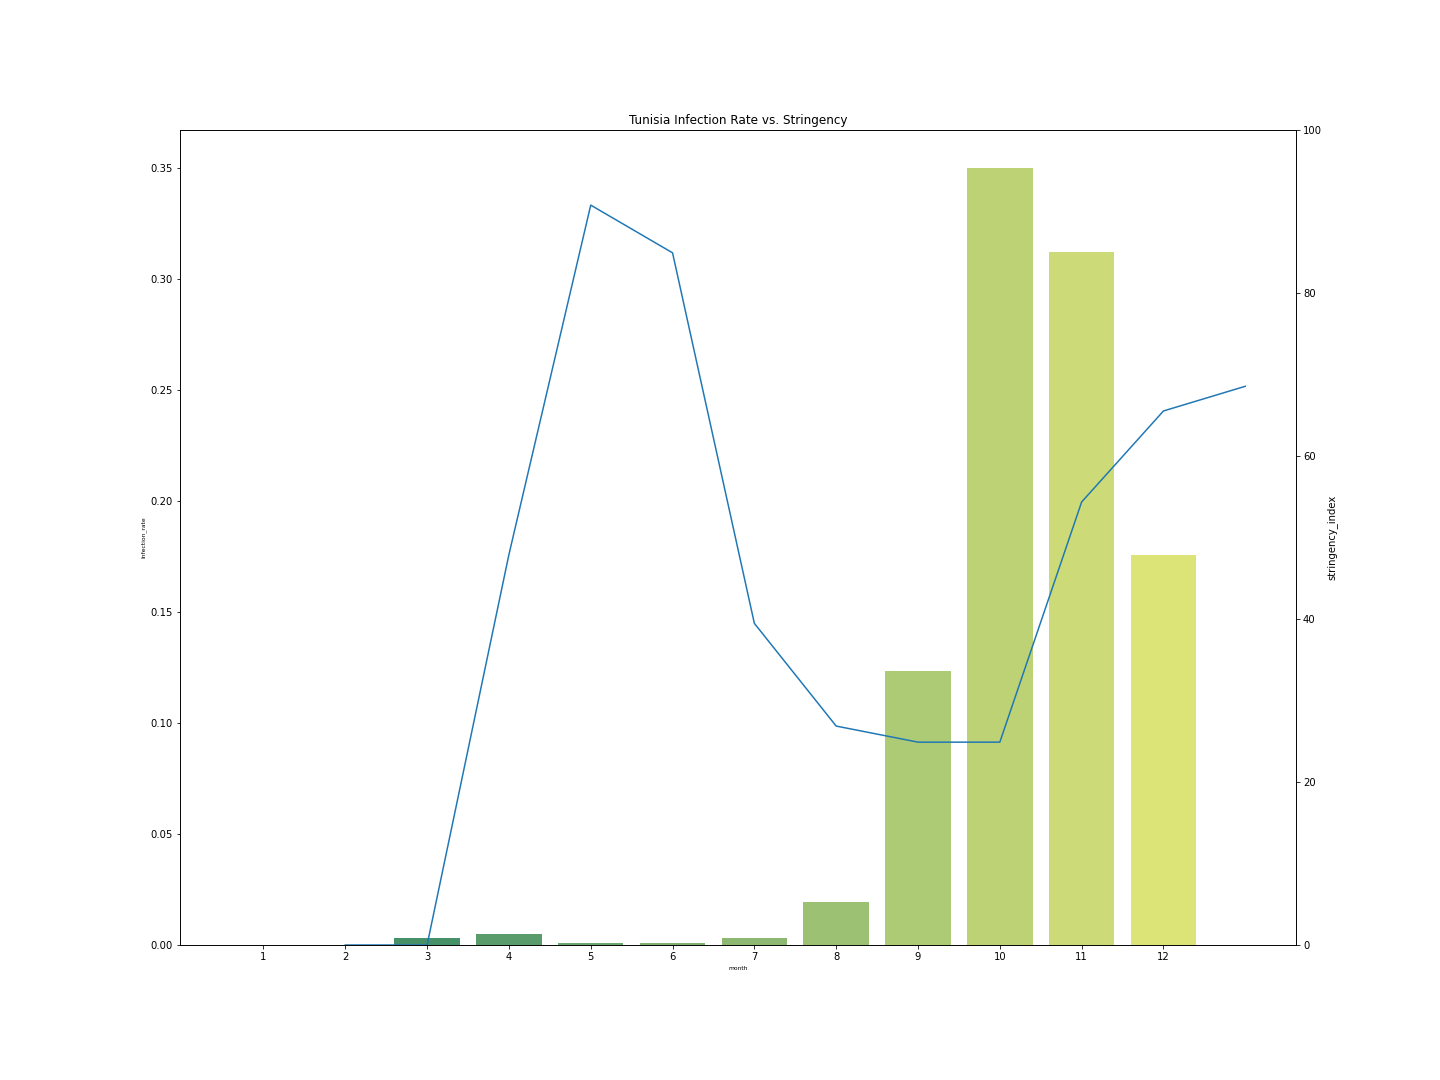 Tunisia Infection Rate vs. Stringency
0.35
0.30
0.25
0.20
0.15
0.10
0.05
0.00
Infection_rate
100
80
60
40
20
0
stringency_index
1 2 3 4 5 6 7 8 9 10 11 12
month